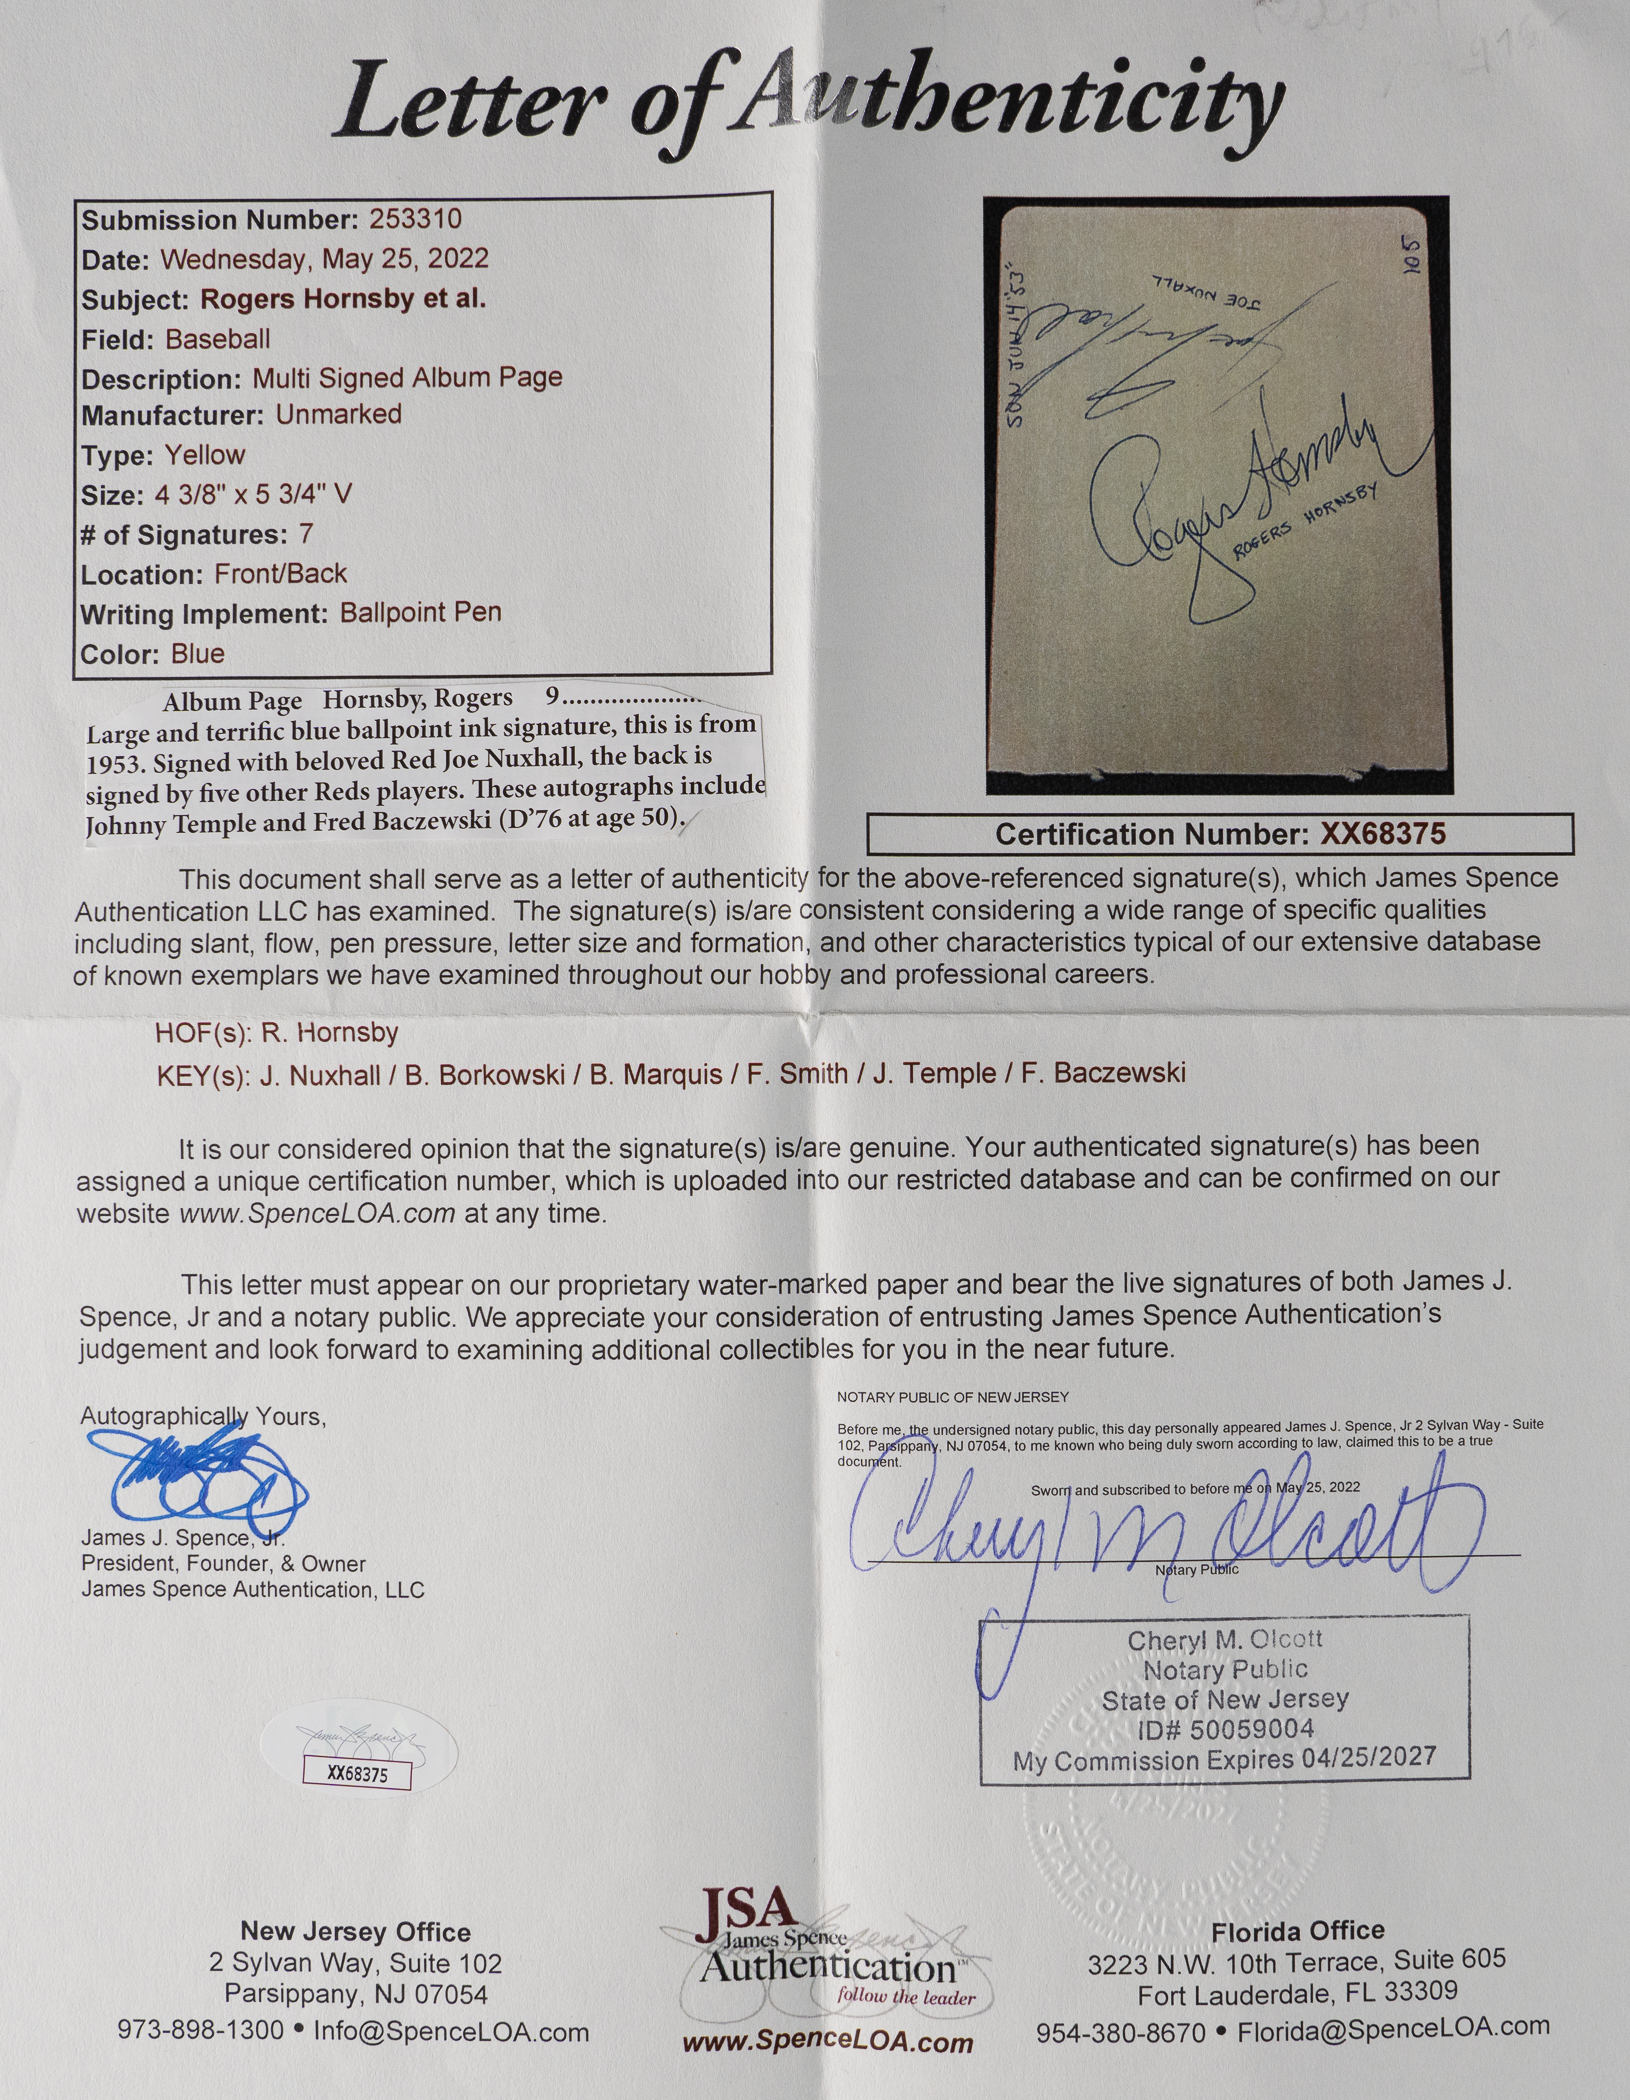 Letter of Authenticity
Submission Number: 253310
Date: Wednesday, May 25, 2022
Subject: Rogers Hornsby et al.
Field: Baseball
Description: Multi Signed Album Page
Manufacturer: Unmarked
Type: Yellow
Size: 4 3/8" x 5 3/4" V
# of Signatures: 7
Location: Front/Back
Writing Implement: Ballpoint Pen
Color: Blue
Album Page Hornsby, Rogers 9....................
Large and terrific blue ballpoint ink signature, this is from
1953. Signed with beloved Red Joe Nuxhall, the back is
signed by five other Reds players. These autographs include
Johnny Temple and Fred Baczewski (D'76 at age 50).
105
SUN JUN 14 "53"
JOE NUXALL
Joe Nuxhall
Rogers Hornsby
ROGERS HORNSBY
Certification Number: XX68375
This document shall serve as a letter of authenticity for the above-referenced signature(s), which James Spence
Authentication LLC has examined. The signature(s) is/are consistent considering a wide range of specific qualities
including slant, flow, pen pressure, letter size and formation, and other characteristics typical of our extensive database
of known exemplars we have examined throughout our hobby and professional careers.
HOF(s): R. Hornsby
KEY(s): J. Nuxhall / B. Borkowski / B. Marquis / F. Smith / J. Temple / F. Baczewski
It is our considered opinion that the signature(s) is/are genuine. Your authenticated signature(s) has been
assigned a unique certification number, which is uploaded into our restricted database and can be confirmed on our
website www.SpenceLOA.com at any time.
This letter must appear on our proprietary water-marked paper and bear the live signatures of both James J.
Spence, Jr and a notary public. We appreciate your consideration of entrusting James Spence Authentication's
judgement and look forward to examining additional collectibles for you in the near future.
Autographically Yours,
James J. Spence, Jr.
President, Founder, & Owner
James Spence Authentication, LLC
NOTARY PUBLIC OF NEW JERSEY
Before me, the undersigned notary public, this day personally appeared James J. Spence, Jr 2 Sylvan Way - Suite
102, Parsippany, NJ 07054, to me known who being duly sworn according to law, claimed this to be a true
document.
Sworn and subscribed to before me on May 25, 2022
Cheryl M Olcott
Notary Public
Cheryl M. Olcott
Notary Public
State of New Jersey
ID# 50059004
My Commission Expires 04/25/2027
NOTARY PUBLIC
STATE OF NEW JERSEY
James Spence
XX68375
New Jersey Office
2 Sylvan Way, Suite 102
Parsippany, NJ 07054
973-898-1300 • Info@SpenceLOA.com
JSA
James Spence
Authentication™
follow the leader
www.SpenceLOA.com
Florida Office
3223 N.W. 10th Terrace, Suite 605
Fort Lauderdale, FL 33309
954-380-8670 • Florida@SpenceLOA.com